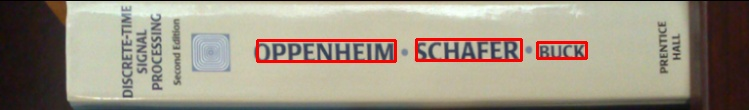 DISCRETE-TIME
SIGNAL
PROCESSING
Second Edition
OPPENHEIM • SCHAFER • BUCK
PRENTICE
HALL